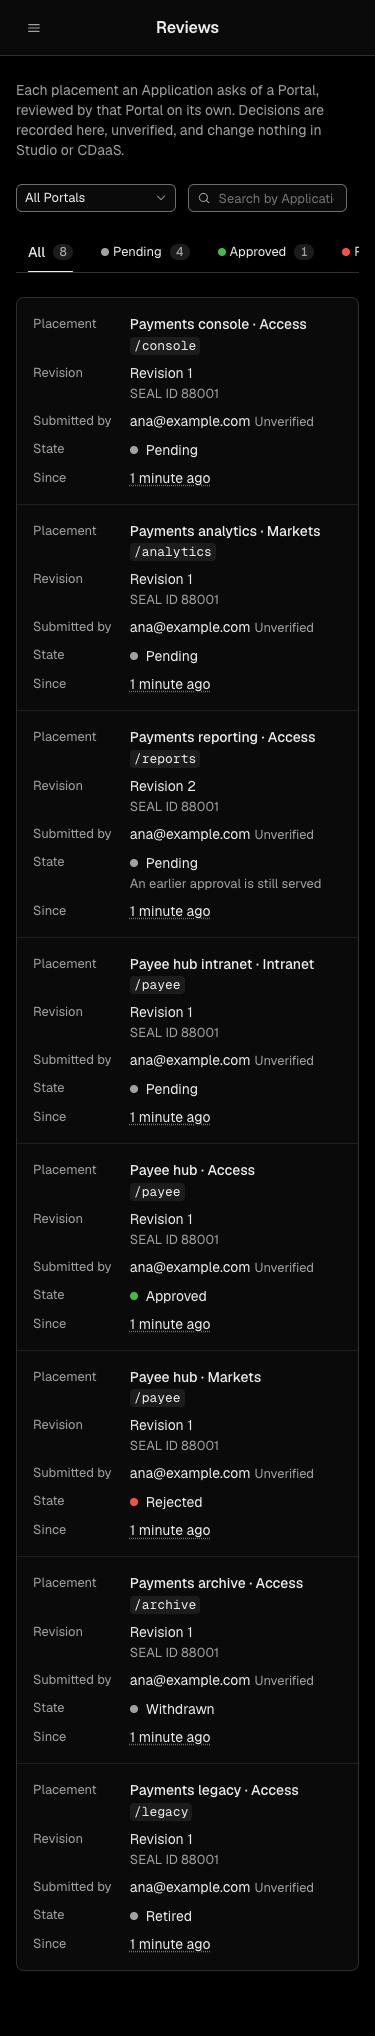 Reviews
Each placement an Application asks of a Portal,
reviewed by that Portal on its own. Decisions are
recorded here, unverified, and change nothing in
Studio or CDaaS.
All Portals
Search by Applicati
All 8 Pending 4 Approved 1
Placement Payments console · Access
/console
Revision Revision 1
SEAL ID 88001
Submitted by ana@example.com Unverified
State Pending
Since 1 minute ago
Placement Payments analytics · Markets
/analytics
Revision Revision 1
SEAL ID 88001
Submitted by ana@example.com Unverified
State Pending
Since 1 minute ago
Placement Payments reporting · Access
/reports
Revision Revision 2
SEAL ID 88001
Submitted by ana@example.com Unverified
State Pending
An earlier approval is still served
Since 1 minute ago
Placement Payee hub intranet · Intranet
/payee
Revision Revision 1
SEAL ID 88001
Submitted by ana@example.com Unverified
State Pending
Since 1 minute ago
Placement Payee hub · Access
/payee
Revision Revision 1
SEAL ID 88001
Submitted by ana@example.com Unverified
State Approved
Since 1 minute ago
Placement Payee hub · Markets
/payee
Revision Revision 1
SEAL ID 88001
Submitted by ana@example.com Unverified
State Rejected
Since 1 minute ago
Placement Payments archive · Access
/archive
Revision Revision 1
SEAL ID 88001
Submitted by ana@example.com Unverified
State Withdrawn
Since 1 minute ago
Placement Payments legacy · Access
/legacy
Revision Revision 1
SEAL ID 88001
Submitted by ana@example.com Unverified
State Retired
Since 1 minute ago